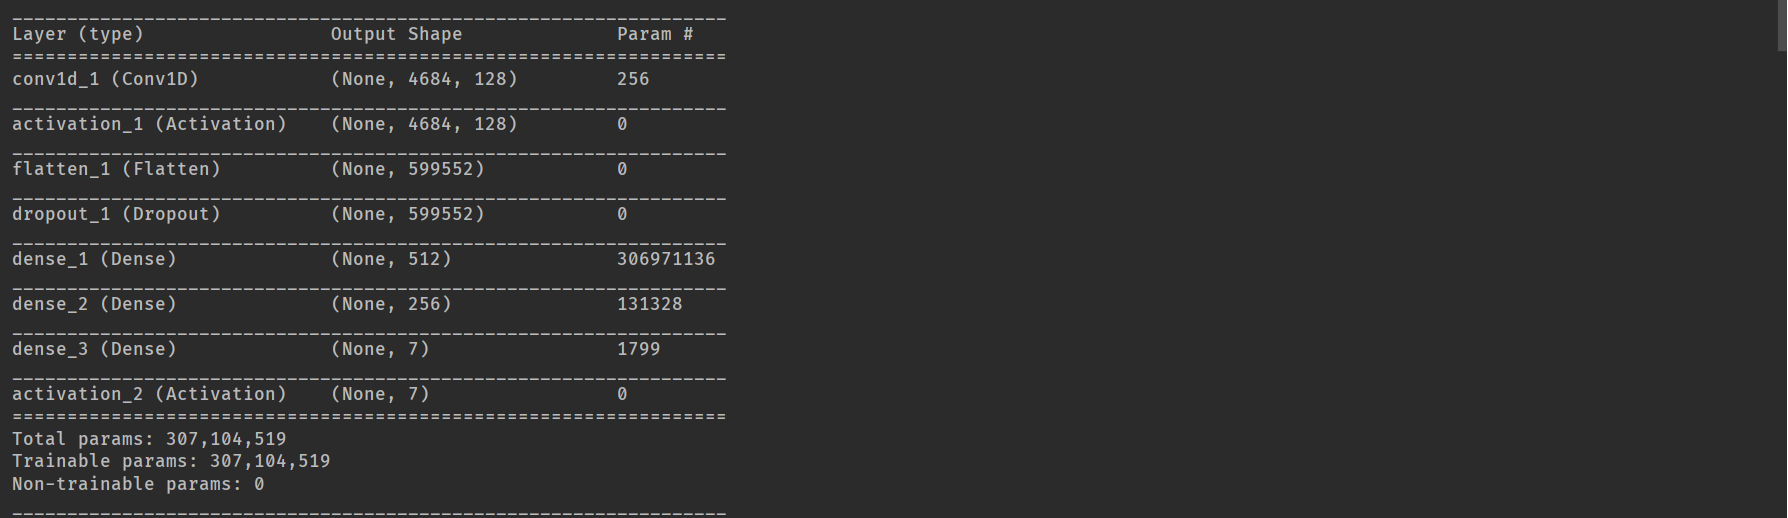 _________________________________________________________________
Layer (type)                 Output Shape              Param #
=================================================================
conv1d_1 (Conv1D)            (None, 4684, 128)         256
_________________________________________________________________
activation_1 (Activation)    (None, 4684, 128)         0
_________________________________________________________________
flatten_1 (Flatten)          (None, 599552)            0
_________________________________________________________________
dropout_1 (Dropout)          (None, 599552)            0
_________________________________________________________________
dense_1 (Dense)              (None, 512)               306971136
_________________________________________________________________
dense_2 (Dense)              (None, 256)               131328
_________________________________________________________________
dense_3 (Dense)              (None, 7)                 1799
_________________________________________________________________
activation_2 (Activation)    (None, 7)                 0
=================================================================
Total params: 307,104,519
Trainable params: 307,104,519
Non-trainable params: 0
_________________________________________________________________